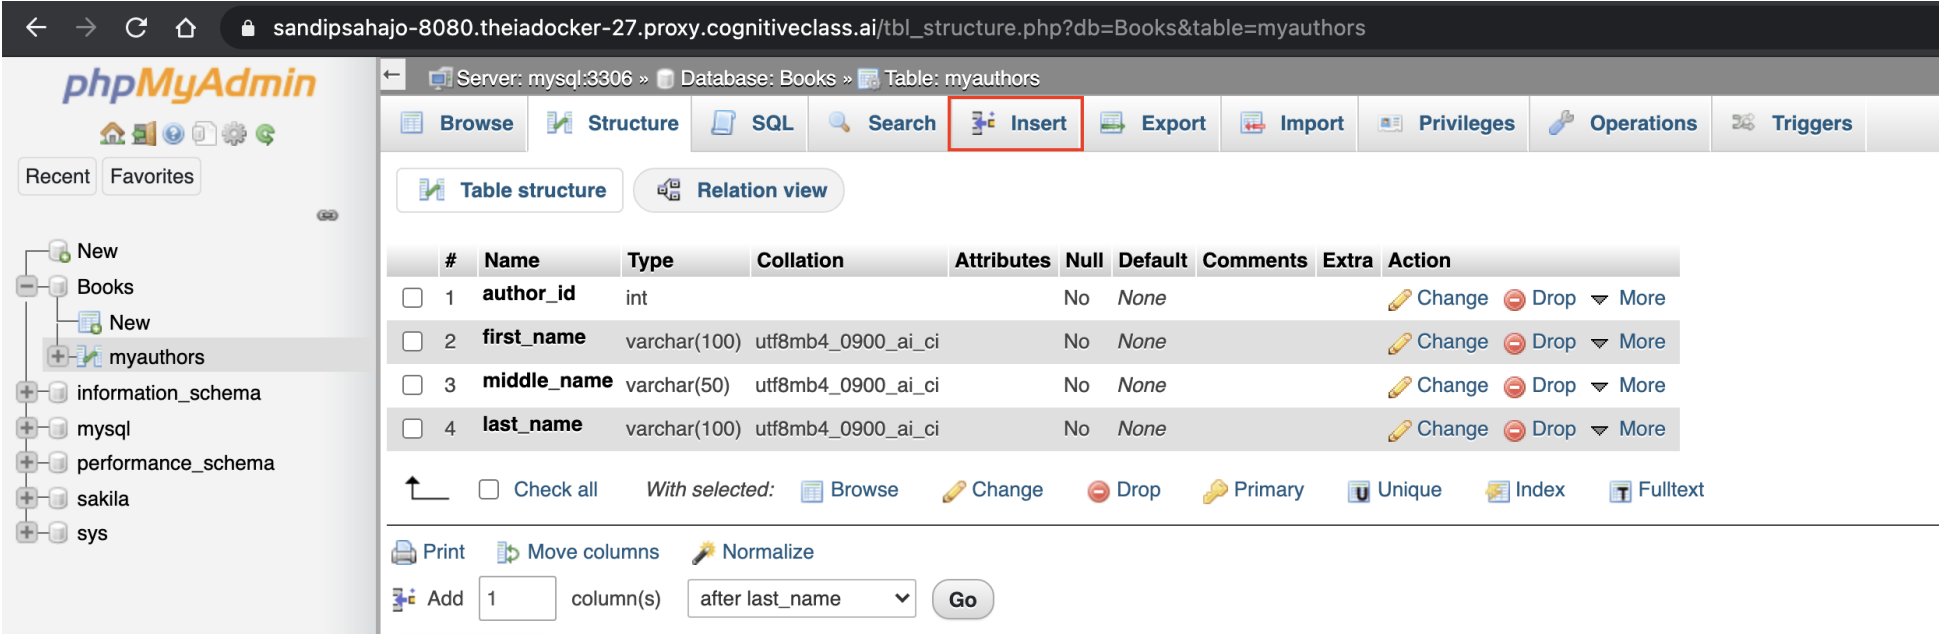 sandipsahajo-8080.theiadocker-27.proxy.cognitiveclass.ai/tbl_structure.php?db=Books&table=myauthors
phpMyAdmin
Recent Favorites
New
Books
New
myauthors
information_schema
mysql
performance_schema
sakila
sys
Server: mysql:3306 » Database: Books » Table: myauthors
Browse Structure SQL Search Insert Export Import Privileges Operations Triggers
Table structure Relation view
# Name Type Collation Attributes Null Default Comments Extra Action
1 author_id int No None Change Drop More
2 first_name varchar(100) utf8mb4_0900_ai_ci No None Change Drop More
3 middle_name varchar(50) utf8mb4_0900_ai_ci No None Change Drop More
4 last_name varchar(100) utf8mb4_0900_ai_ci No None Change Drop More
Check all With selected: Browse Change Drop Primary Unique Index Fulltext
Print Move columns Normalize
Add 1 column(s) after last_name Go